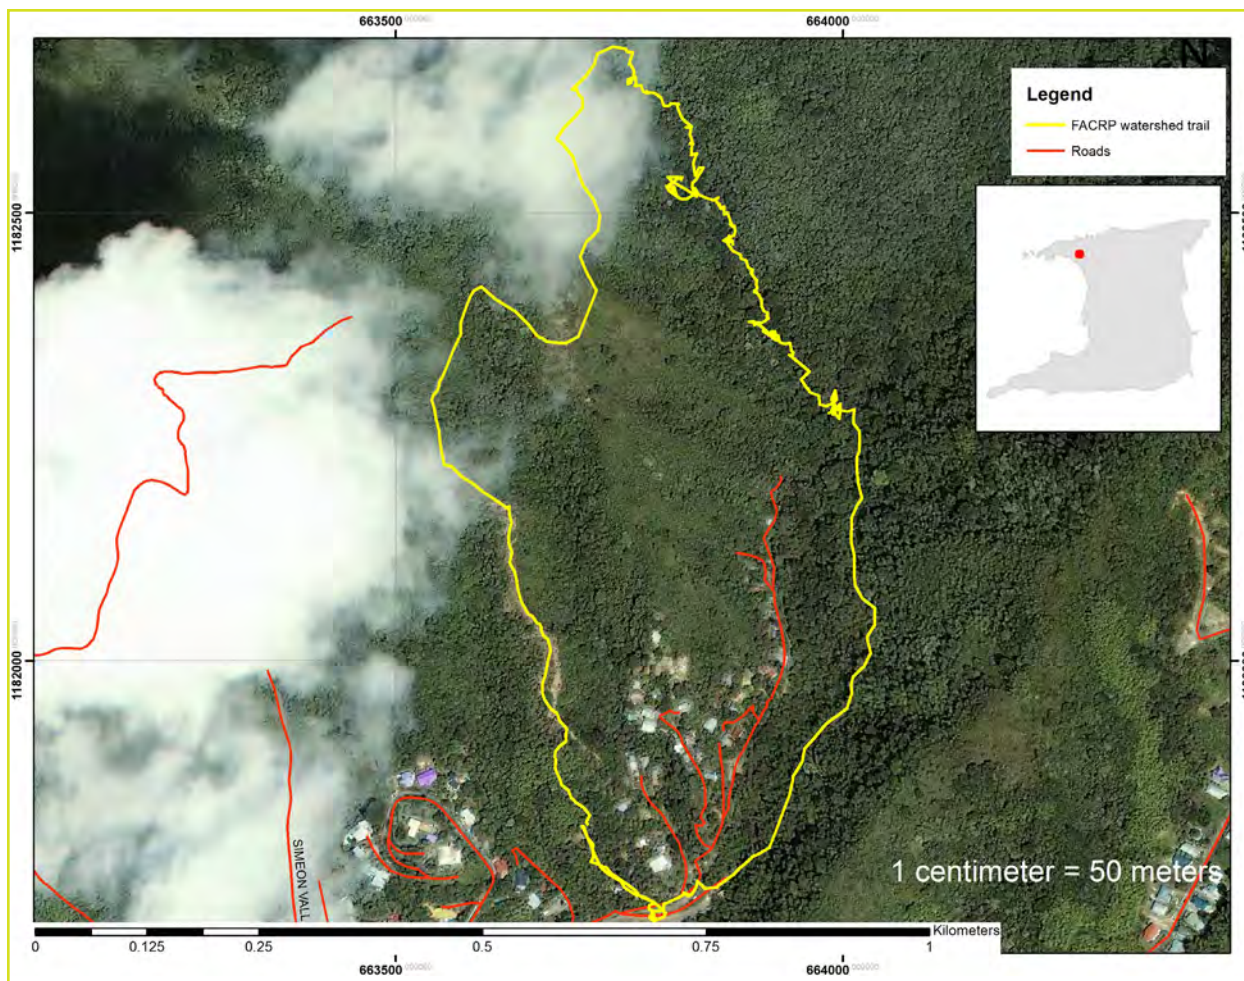 663500
664000
N
Legend
FACRP watershed trail
Roads
1182500
1182000
SIMEON VALL
1 centimeter = 50 meters
Kilometers
0
0.125
0.25
0.5
0.75
1
663500
664000